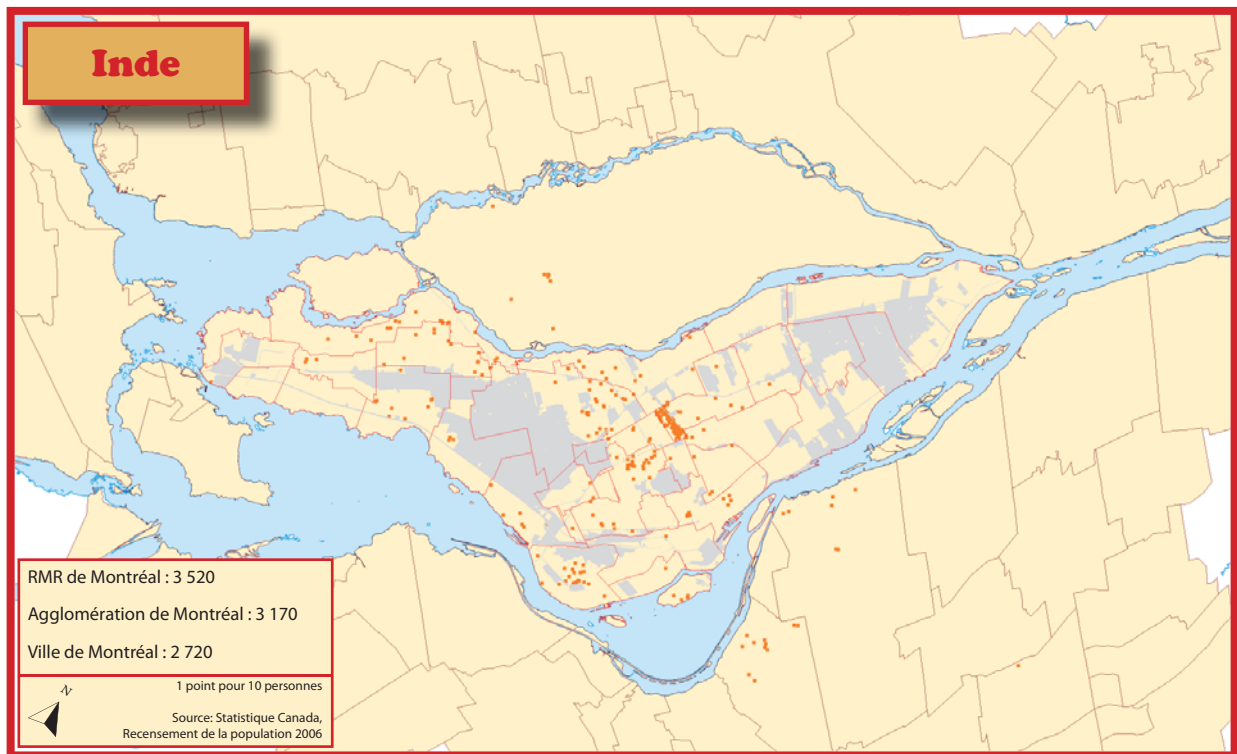 Inde
RMR de Montréal : 3 520
Agglomération de Montréal : 3 170
Ville de Montréal : 2 720
N
1 point pour 10 personnes
Source: Statistique Canada,
Recensement de la population 2006